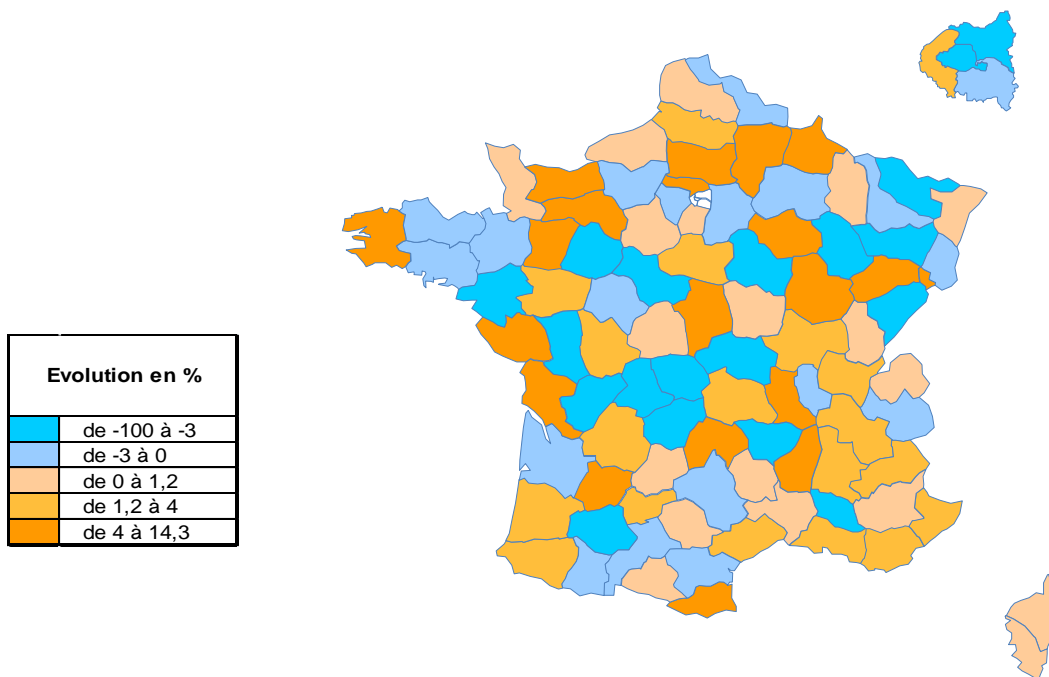 Evolution en %
de -100 à -3
de -3 à 0
de 0 à 1,2
de 1,2 à 4
de 4 à 14,3